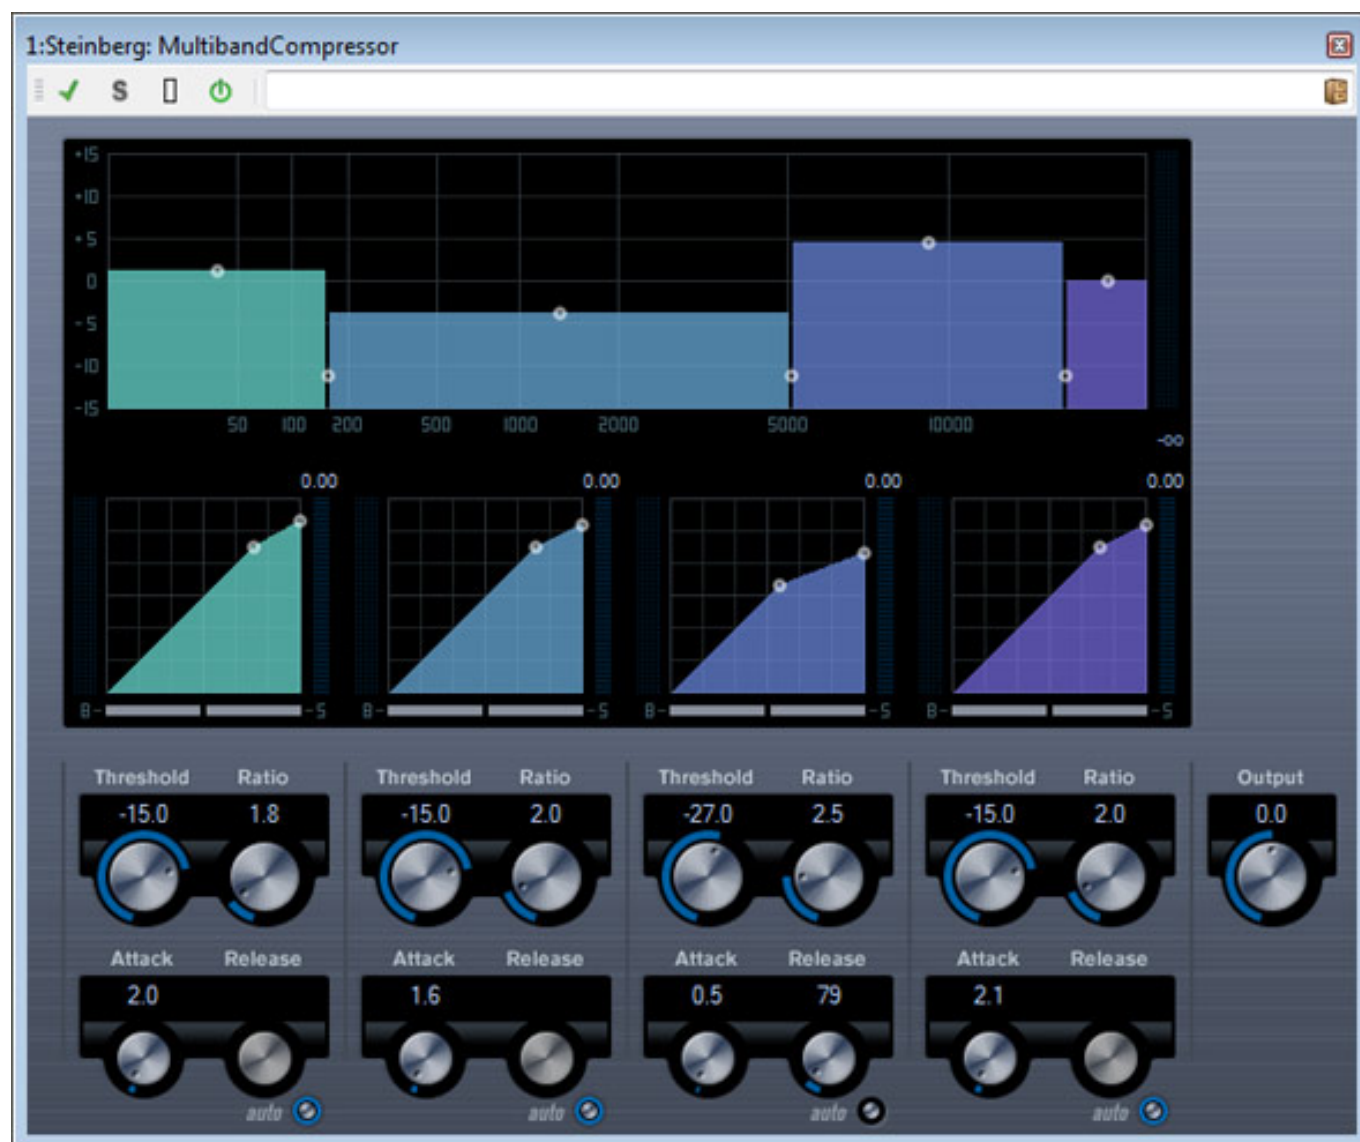 1:Steinberg: MultibandCompressor
S
+15
+10
+5
0
-5
-10
-15
50 100 200 500 1000 2000 5000 10000
-∞
0.00 0.00 0.00 0.00
B- -S B- -S B- -S B- -S
Threshold Ratio Threshold Ratio Threshold Ratio Threshold Ratio Output
-15.0 1.8 -15.0 2.0 -27.0 2.5 -15.0 2.0 0.0
Attack Release Attack Release Attack Release Attack Release
2.0 1.6 0.5 79 2.1
auto auto auto auto